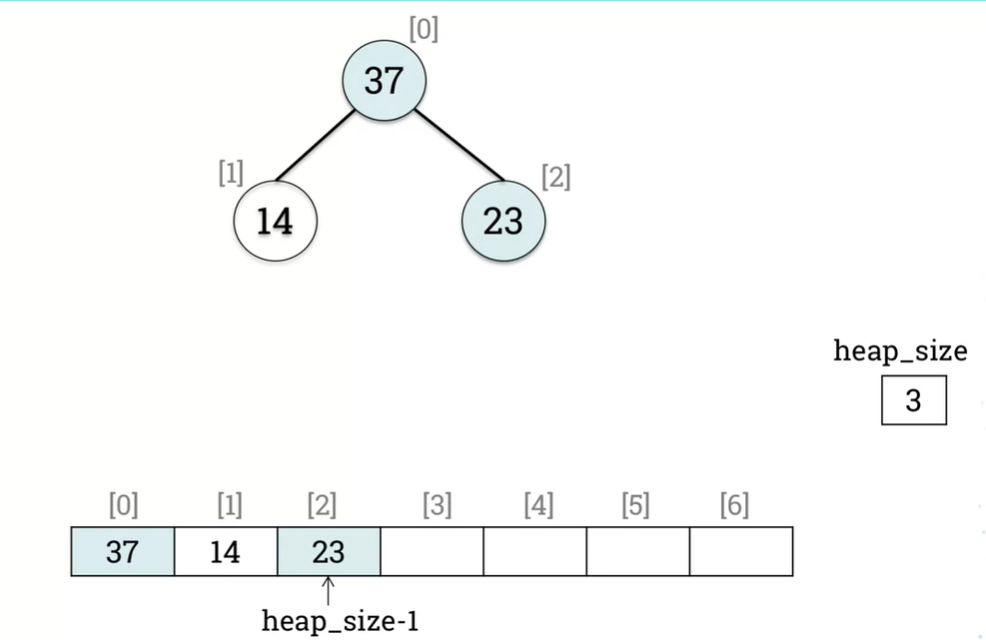 [0]
37
[1]
[2]
14
23
heap_size
3
[0] [1] [2] [3] [4] [5] [6]
37 14 23
heap_size-1